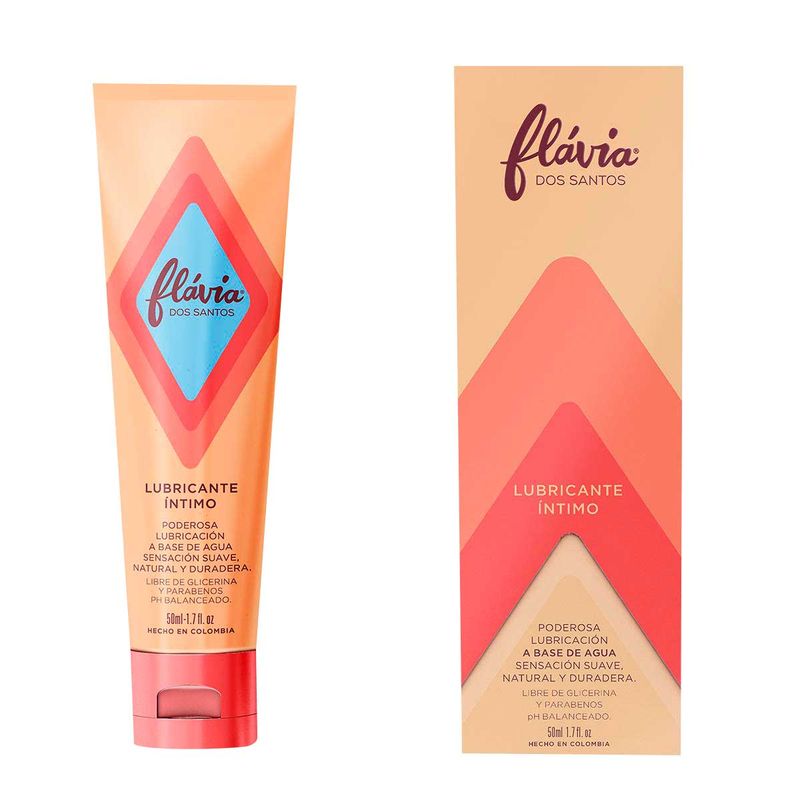 flávia®
DOS SANTOS
LUBRICANTE
ÍNTIMO
PODEROSA
LUBRICACIÓN
A BASE DE AGUA
SENSACIÓN SUAVE,
NATURAL Y DURADERA.
LIBRE DE GLICERINA
Y PARABENOS
PH BALANCEADO.
50ml-1.7 fl. oz
HECHO EN COLOMBIA
flávia®
DOS SANTOS
LUBRICANTE
ÍNTIMO
PODEROSA
LUBRICACIÓN
A BASE DE AGUA
SENSACIÓN SUAVE,
NATURAL Y DURADERA.
LIBRE DE GLICERINA
Y PARABENOS
pH BALANCEADO.
50ml 1.7 fl. oz
HECHO EN COLOMBIA